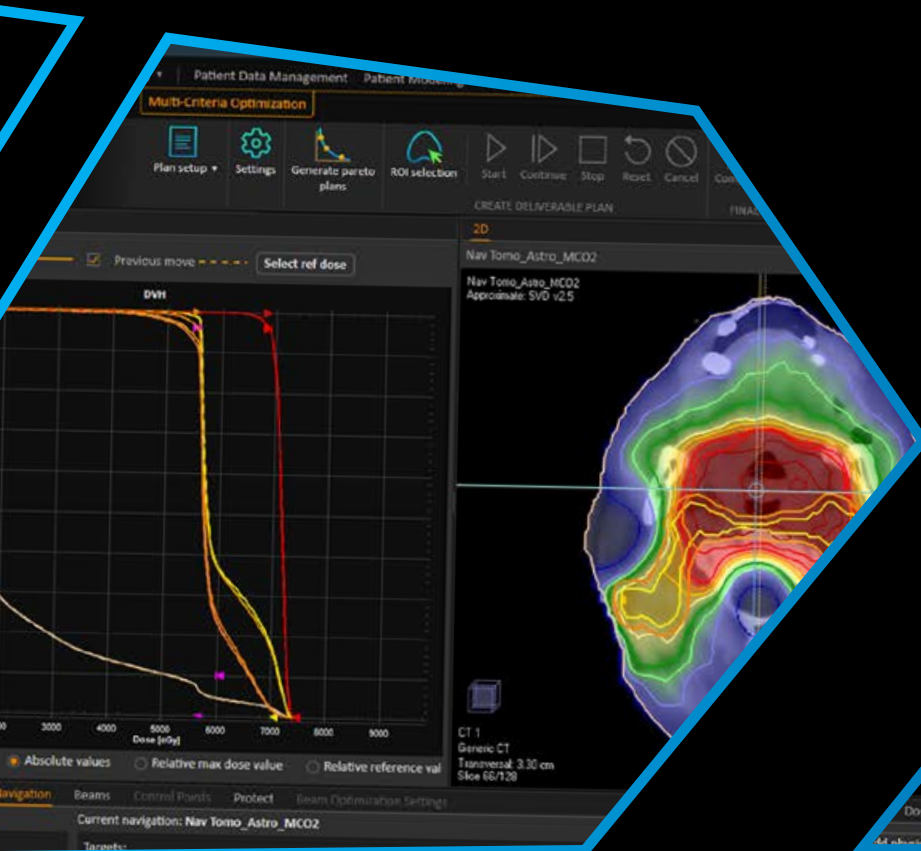 Patient Data Management Patient Modeling
Multi-Criteria Optimization
Plan setup
Settings
Generate pareto
plans
ROI selection
Start
Continue
Stop
Reset
Cancel
CREATE DELIVERABLE PLAN
2D
Nav Tomo_Astro_MCO2
Previous move
Select ref dose
DVH
Nav Tomo_Astro_MCO2
Approximate: SVD v2.5
3000 4000 5000 6000 7000 8000 9000
Dose [cGy]
Absolute values
Relative max dose value
Relative reference val
CT 1
Generic CT
Transversal: 3.30 cm
Slice 66/128
Navigation
Beams
Control Points
Protect
Beam Optimization Settings
Current navigation: Nav Tomo_Astro_MCO2
Targets: